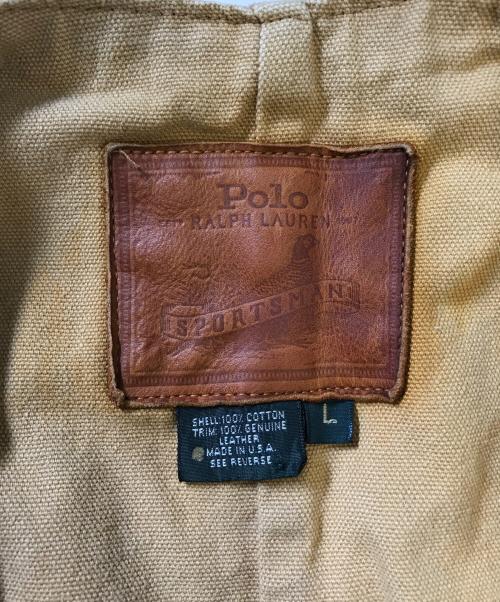 Polo
RALPH LAUREN
SPORTSMAN
SHELL:100% COTTON
TRIM: 100% GENUINE
LEATHER
MADE IN U.S.A.
SEE REVERSE
L